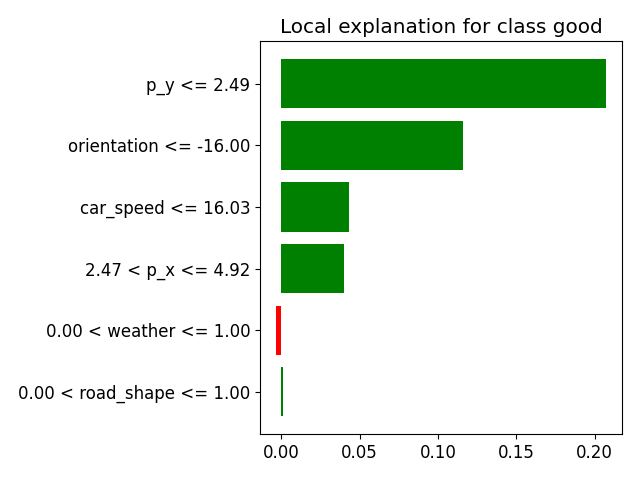 Local explanation for class good
p_y <= 2.49
orientation <= -16.00
car_speed <= 16.03
2.47 < p_x <= 4.92
0.00 < weather <= 1.00
0.00 < road_shape <= 1.00
0.00 0.05 0.10 0.15 0.20